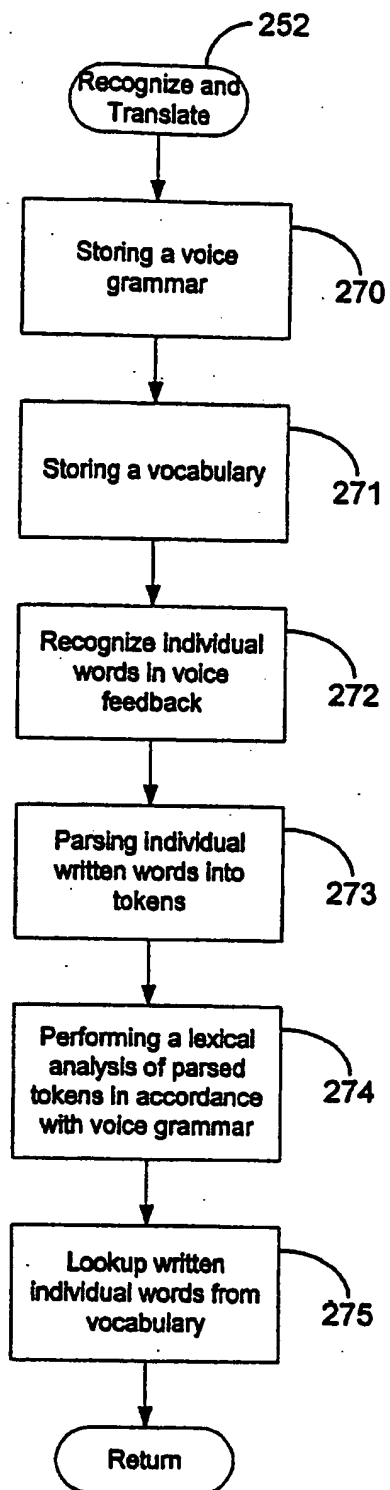 252
Recognize and
Translate
Storing a voice
grammar
270
Storing a vocabulary
271
Recognize individual
words in voice
feedback
272
Parsing individual
written words into
tokens
273
Performing a lexical
analysis of parsed
tokens in accordance
with voice grammar
274
Lookup written
individual words from
vocabulary
275
Return